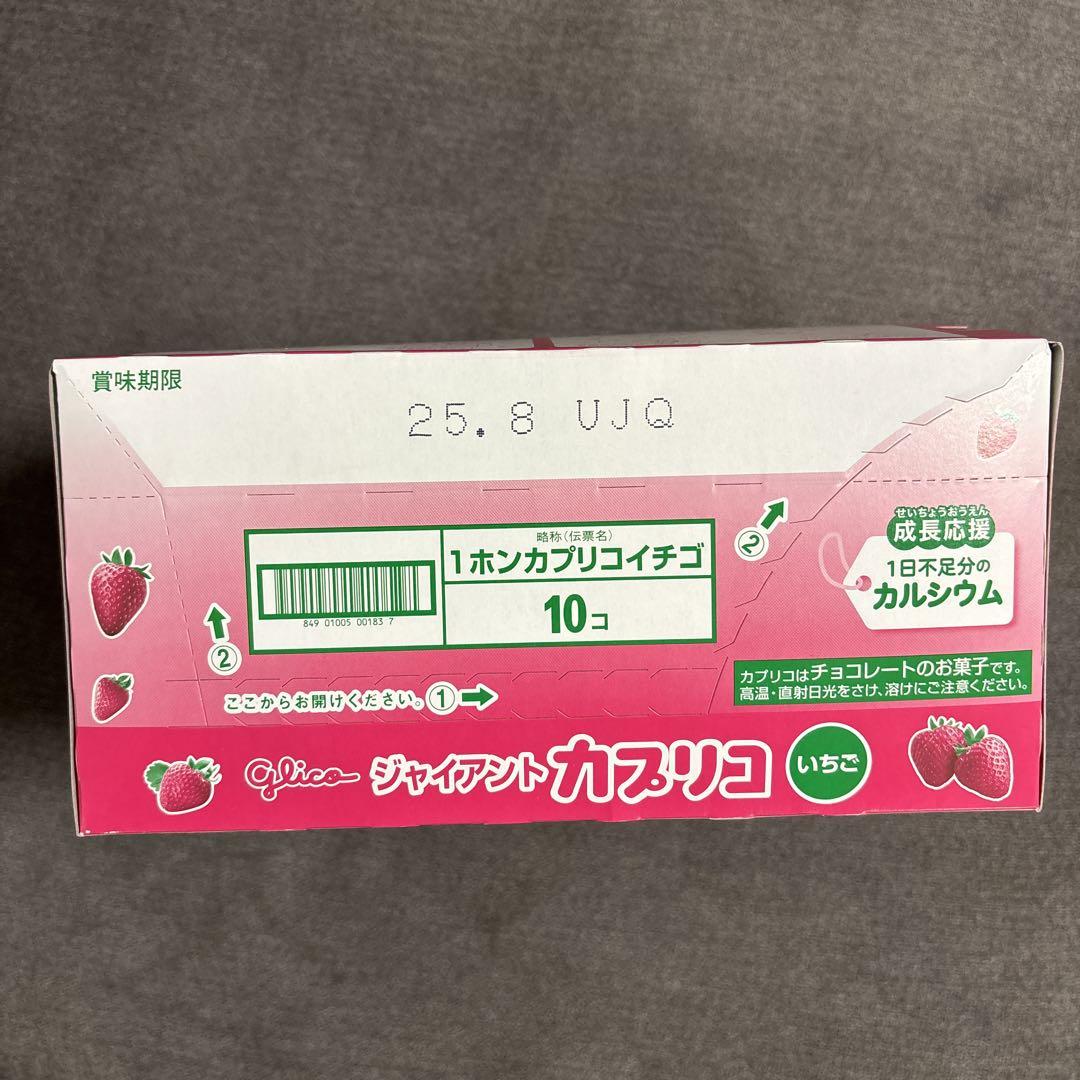 賞味期限
25.8 UJQ
せいちょうおうえん
成長応援
1日不足分の
カルシウム
略称(伝票名)
1ホンカプリコイチゴ
10コ
849 01005 00183 7
②
②
ここからお開けください。①
カプリコはチョコレートのお菓子です。
高温・直射日光をさけ、溶けにご注意ください。
glico ジャイアントカプリコ いちご